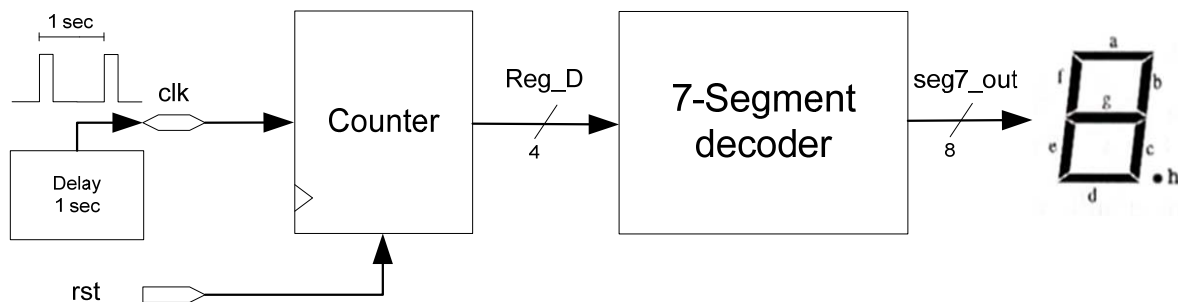 1 sec
clk
Delay
1 sec
rst
Counter
Reg_D
4
7-Segment
decoder
seg7_out
8
a
f
b
g
e
c
d
h